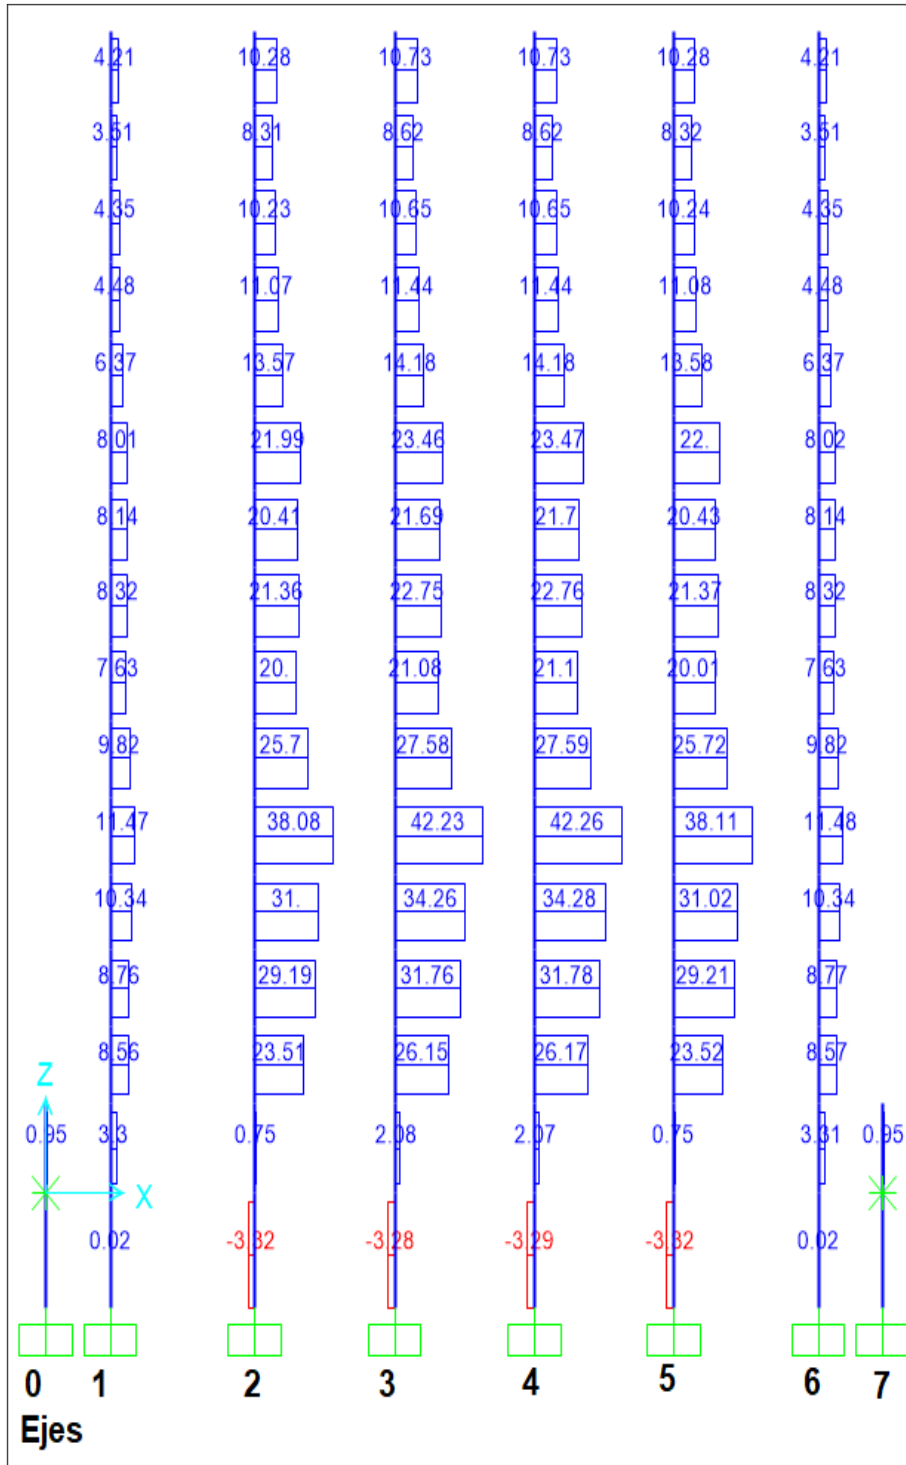 4.21 10.28 10.73 10.73 10.28 4.21
3.51 8.31 8.62 8.62 8.32 3.51
4.35 10.23 10.65 10.65 10.24 4.35
4.48 11.07 11.44 11.44 11.08 4.48
6.37 13.57 14.18 14.18 13.58 6.37
8.01 21.99 23.46 23.47 22. 8.02
8.14 20.41 21.69 21.7 20.43 8.14
8.32 21.36 22.75 22.76 21.37 8.32
7.63 20. 21.08 21.1 20.01 7.63
9.82 25.7 27.58 27.59 25.72 9.82
11.47 38.08 42.23 42.26 38.11 11.48
10.34 31. 34.26 34.28 31.02 10.34
8.76 29.19 31.76 31.78 29.21 8.77
8.56 23.51 26.15 26.17 23.52 8.57
Z
0.95 3.3 0.75 2.08 2.07 0.75 3.31 0.95
X
0.02 -3.32 -3.28 -3.29 -3.32 0.02
0 1 2 3 4 5 6 7
Ejes